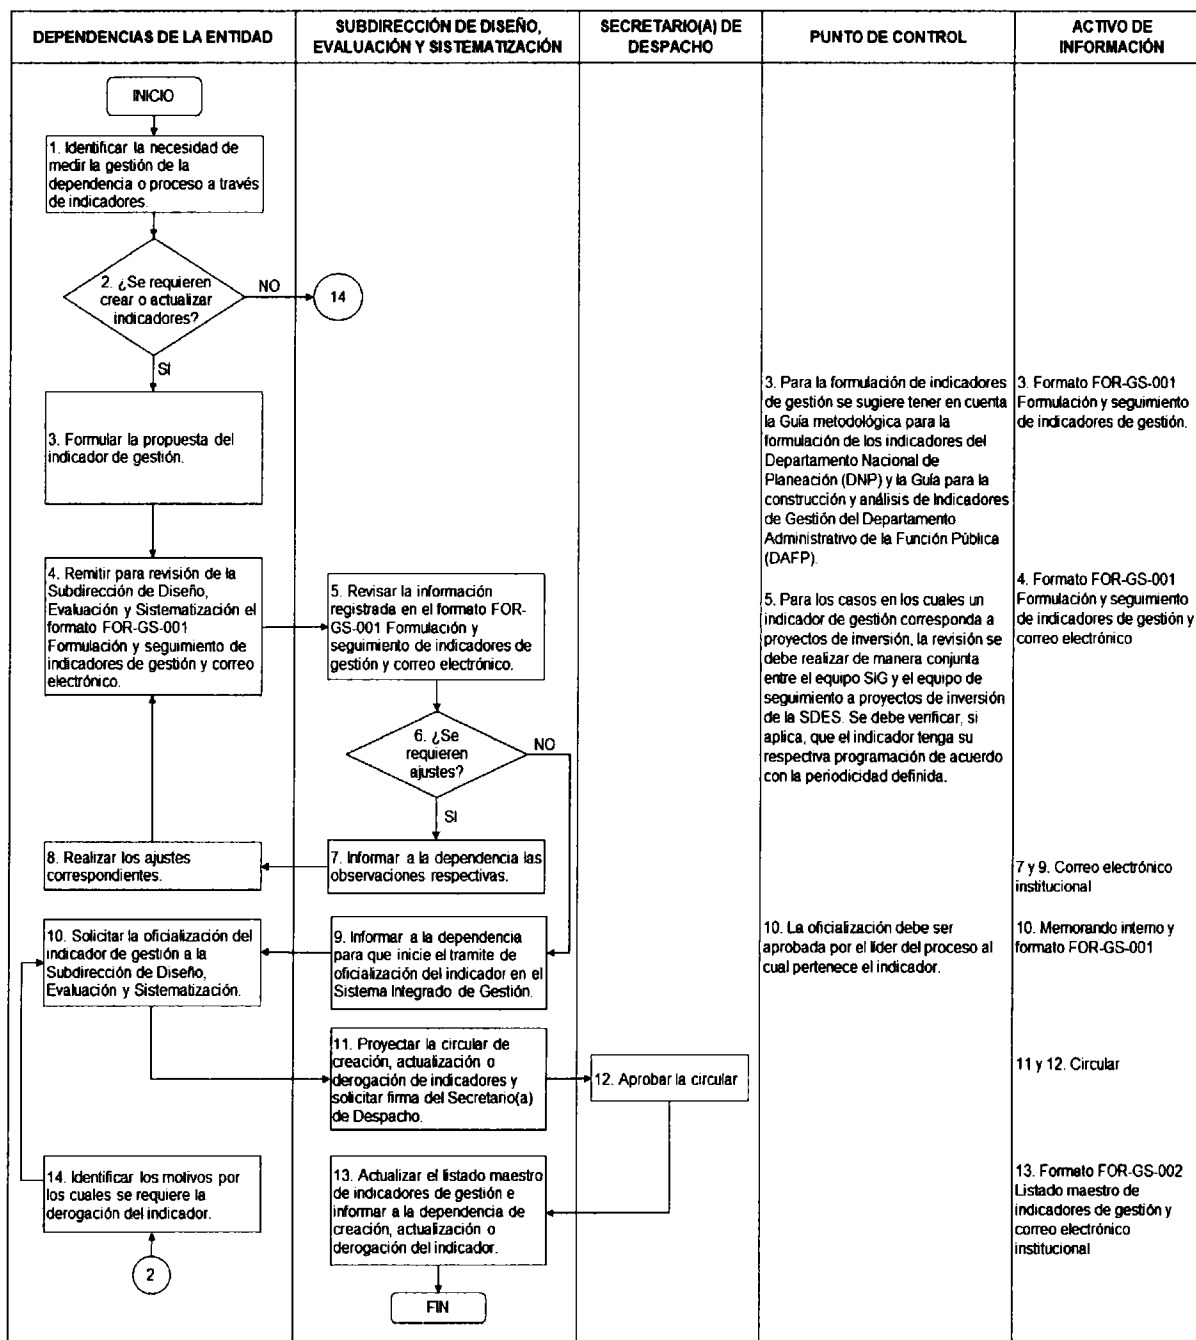 DEPENDENCIAS DE LA ENTIDAD
SUBDIRECCIÓN DE DISEÑO,
EVALUACIÓN Y SISTEMATIZACIÓN
SECRETARIO(A) DE
DESPACHO
PUNTO DE CONTROL
ACTIVO DE
INFORMACIÓN
INICIO
1. Identificar la necesidad de
medir la gestión de la
dependencia o proceso a través
de indicadores.
2. ¿Se requieren
crear o actualizar
indicadores?
NO
14
SI
3. Formular la propuesta del
indicador de gestión.
3. Para la formulación de indicadores
de gestión se sugiere tener en cuenta
la Guía metodológica para la
formulación de los indicadores del
Departamento Nacional de
Planeación (DNP) y la Guía para la
construcción y análisis de Indicadores
de Gestión del Departamento
Administrativo de la Función Pública
(DAFP).
3. Formato FOR-GS-001
Formulación y seguimiento
de indicadores de gestión.
4. Remitir para revisión de la
Subdirección de Diseño,
Evaluación y Sistematización el
formato FOR-GS-001
Formulación y seguimiento de
indicadores de gestión y correo
electrónico.
5. Revisar la información
registrada en el formato FOR-
GS-001 Formulación y
seguimiento de indicadores de
gestión y correo electrónico.
5. Para los casos en los cuales un
indicador de gestión corresponda a
proyectos de inversión, la revisión se
debe realizar de manera conjunta
entre el equipo SIG y el equipo de
seguimiento a proyectos de inversión
de la SDES. Se debe verificar, si
aplica, que el indicador tenga su
respectiva programación de acuerdo
con la periodicidad definida.
4. Formato FOR-GS-001
Formulación y seguimiento
de indicadores de gestión y
correo electrónico
6. ¿Se
requieren
ajustes?
NO
SI
8. Realizar los ajustes
correspondientes.
7. Informar a la dependencia las
observaciones respectivas.
7 y 9. Correo electrónico
institucional
10. Solicitar la oficialización del
indicador de gestión a la
Subdirección de Diseño,
Evaluación y Sistematización.
9. Informar a la dependencia
para que inicie el tramite de
oficialización del indicador en el
Sistema Integrado de Gestión.
10. La oficialización debe ser
aprobada por el líder del proceso al
cual pertenece el indicador.
10. Memorando interno y
formato FOR-GS-001
11. Proyectar la circular de
creación, actualización o
derogación de indicadores y
solicitar firma del Secretario(a)
de Despacho.
12. Aprobar la circular
11 y 12. Circular
14. Identificar los motivos por
los cuales se requiere la
derogación del indicador.
13. Actualizar el listado maestro
de indicadores de gestión e
informar a la dependencia de
creación, actualización o
derogación del indicador.
13. Formato FOR-GS-002
Listado maestro de
indicadores de gestión y
correo electrónico
institucional
2
FIN